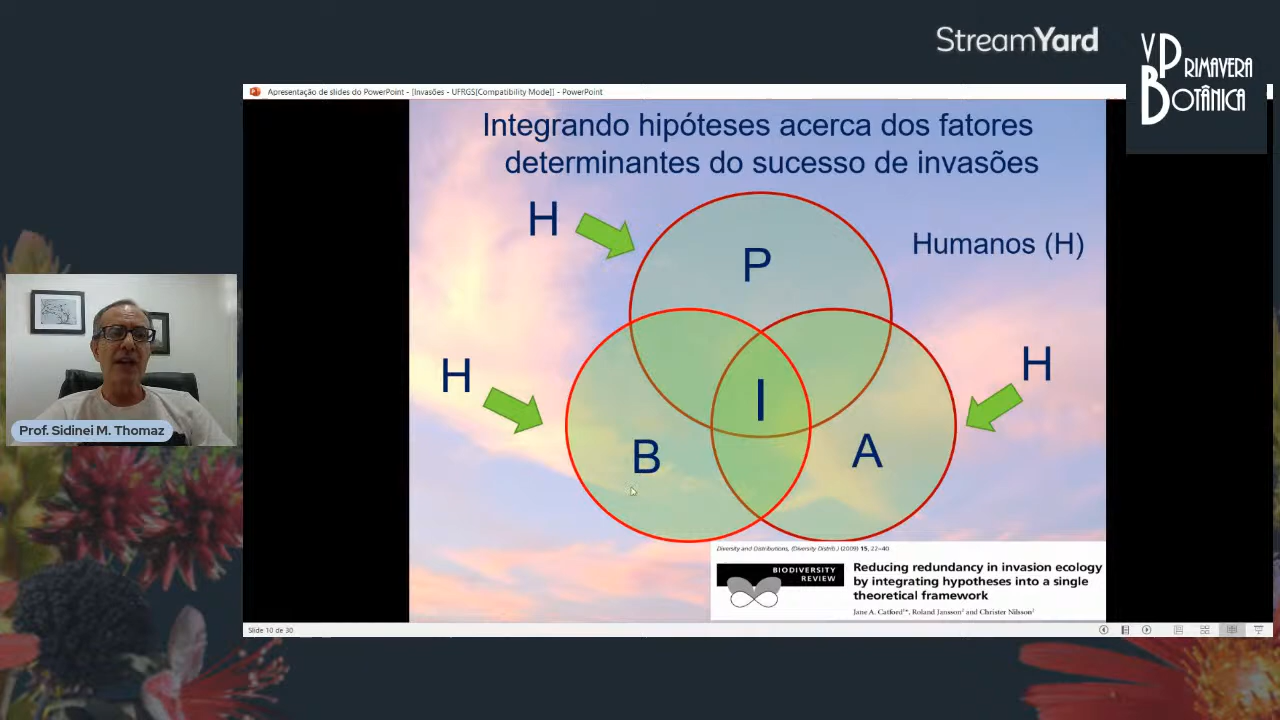 StreamYard
V PRIMAVERA
BOTÂNICA
Apresentação de slides do PowerPoint - [Invasões - UFRGS[Compatibility Mode]] - PowerPoint
Integrando hipóteses acerca dos fatores
determinantes do sucesso de invasões
H
P
Humanos (H)
H
H
I
B
A
Prof. Sidinei M. Thomaz
Diversity and Distributions, (Diversity Distrib.) (2009) 15, 22–40
BIODIVERSITY
REVIEW
Reducing redundancy in invasion ecology
by integrating hypotheses into a single
theoretical framework
Jane A. Catford1*, Roland Jansson2 and Christer Nilsson2
Slide 10 de 30